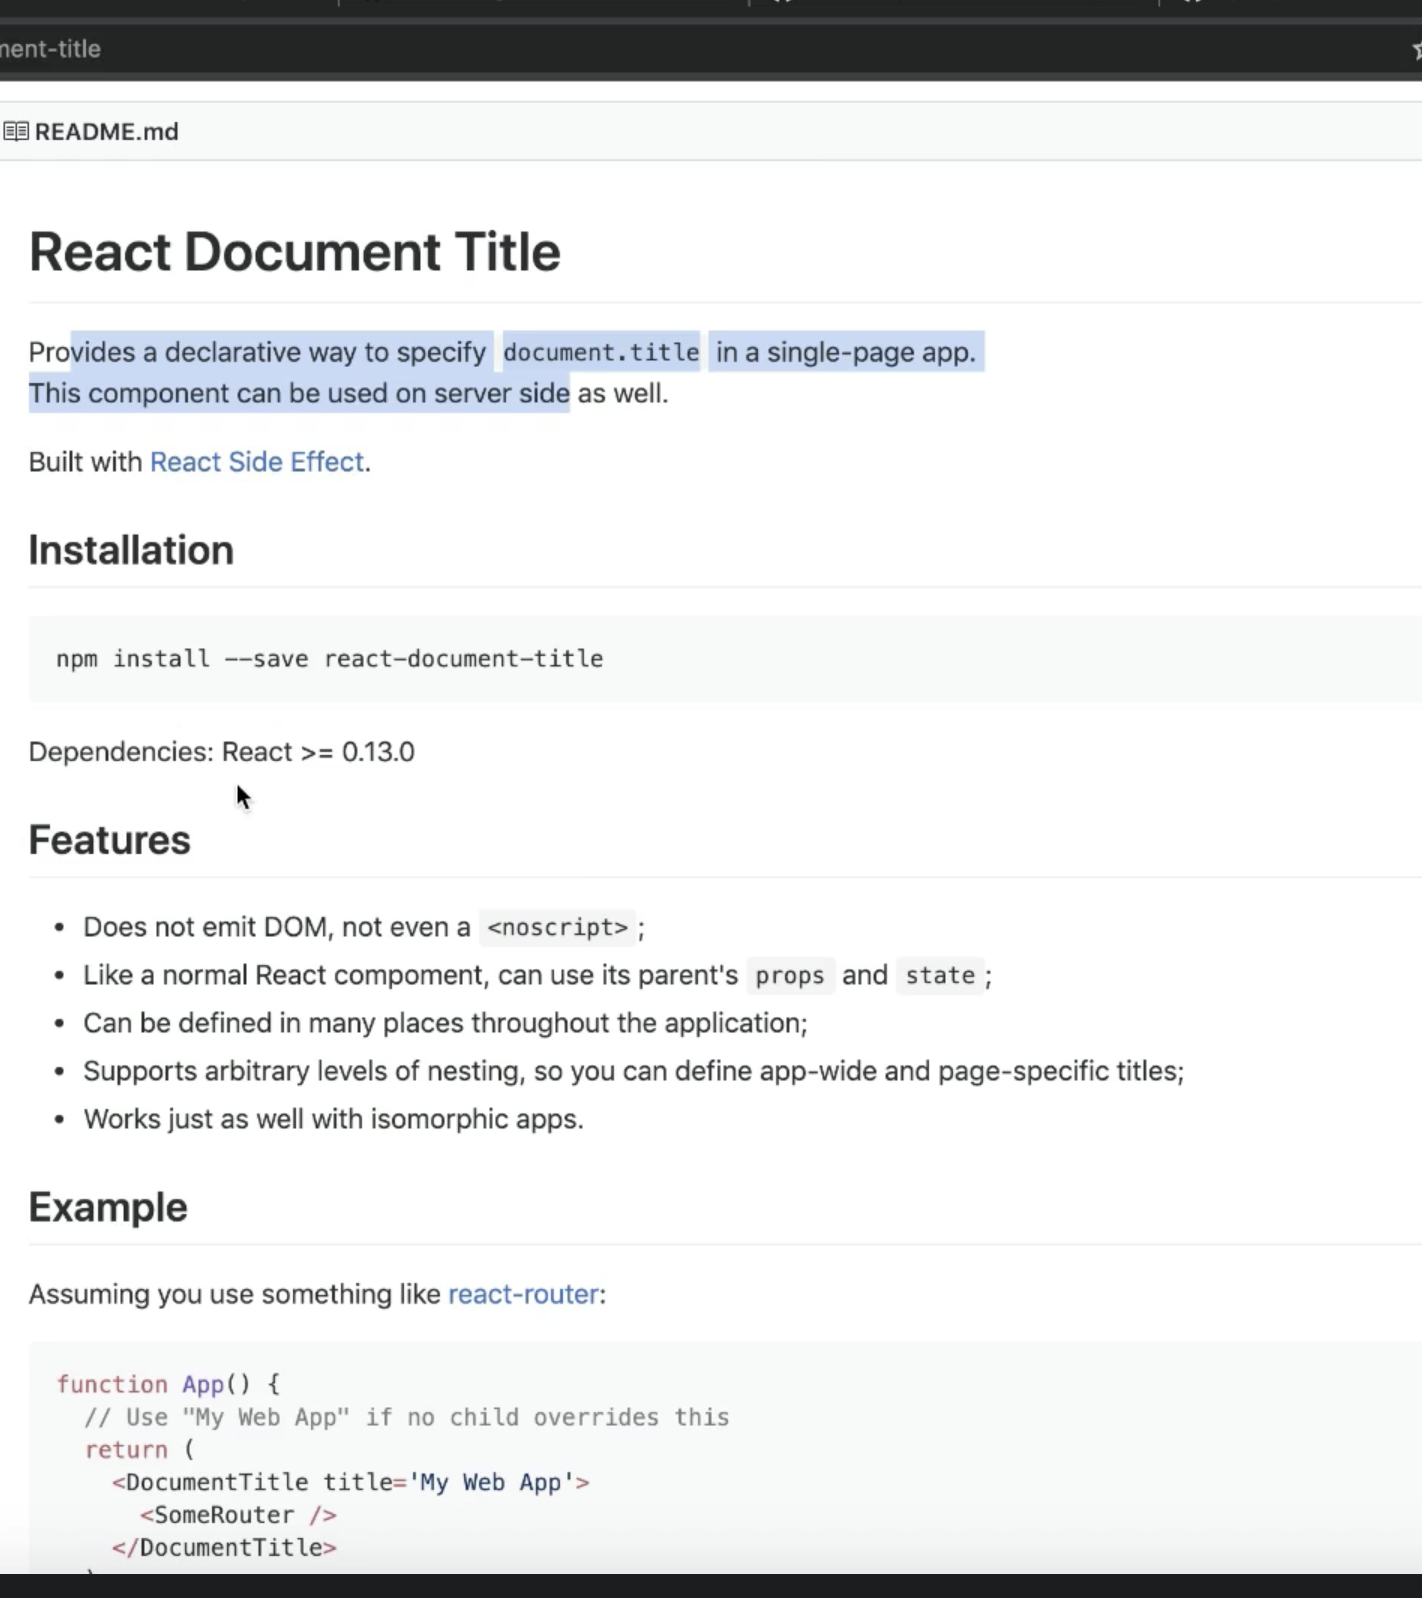 ment-title
README.md
React Document Title
Provides a declarative way to specify document.title in a single-page app.
This component can be used on server side as well.
Built with React Side Effect.
Installation
npm install --save react-document-title
Dependencies: React >= 0.13.0
Features
• Does not emit DOM, not even a <noscript> ;
• Like a normal React compoment, can use its parent's props and state ;
• Can be defined in many places throughout the application;
• Supports arbitrary levels of nesting, so you can define app-wide and page-specific titles;
• Works just as well with isomorphic apps.
Example
Assuming you use something like react-router:
function App() {
  // Use "My Web App" if no child overrides this
  return (
    <DocumentTitle title='My Web App'>
      <SomeRouter />
    </DocumentTitle>